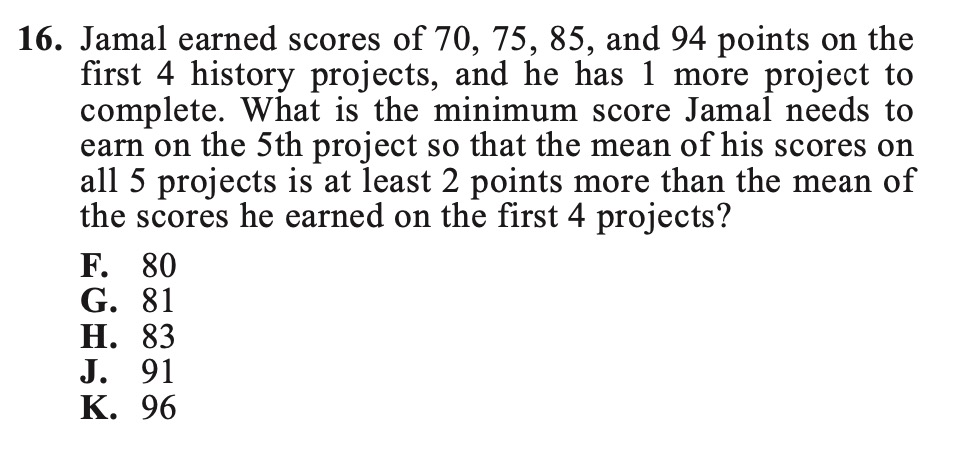 16. Jamal earned scores of 70, 75, 85, and 94 points on the
first 4 history projects, and he has 1 more project to
complete. What is the minimum score Jamal needs to
earn on the 5th project so that the mean of his scores on
all 5 projects is at least 2 points more than the mean of
the scores he earned on the first 4 projects?
F. 80
G. 81
H. 83
J. 91
K. 96